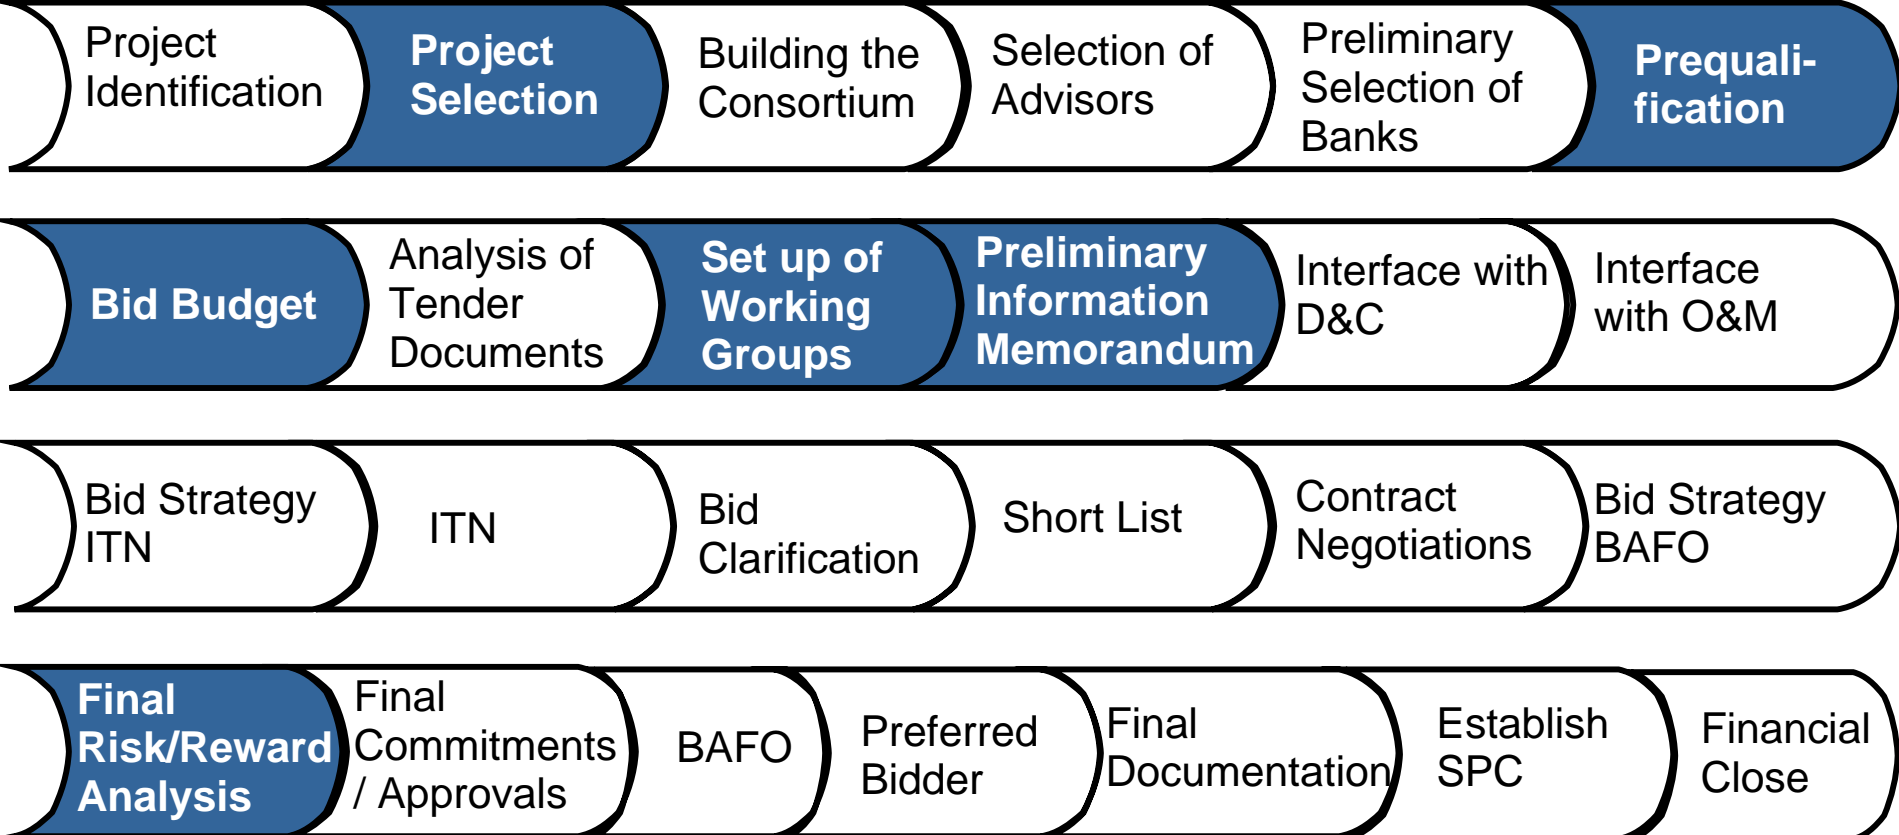 Project
Identification
Project
Selection
Building the
Consortium
Selection of
Advisors
Preliminary
Selection of
Banks
Prequali-
fication
Bid Budget
Analysis of
Tender
Documents
Set up of
Working
Groups
Preliminary
Information
Memorandum
Interface with
D&C
Interface
with O&M
Bid Strategy
ITN
ITN
Bid
Clarification
Short List
Contract
Negotiations
Bid Strategy
BAFO
Final
Risk/Reward
Analysis
Final
Commitments
/ Approvals
BAFO
Preferred
Bidder
Final
Documentation
Establish
SPC
Financial
Close